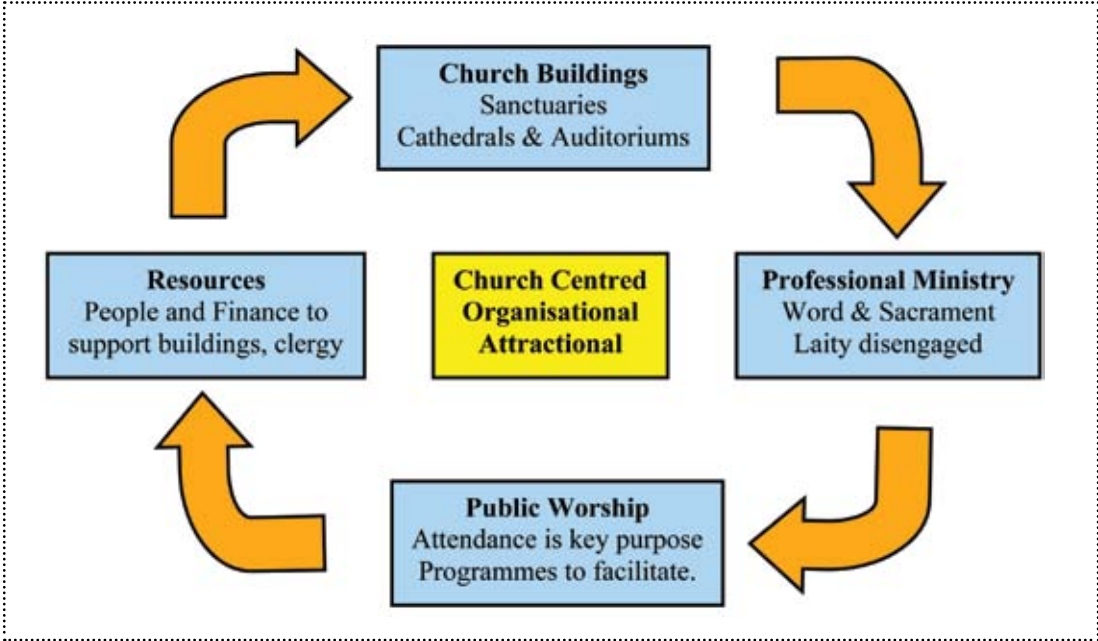 Church Buildings
Sanctuaries
Cathedrals & Auditoriums
Resources
People and Finance to
support buildings, clergy
Church Centred
Organisational
Attractional
Professional Ministry
Word & Sacrament
Laity disengaged
Public Worship
Attendance is key purpose
Programmes to facilitate.